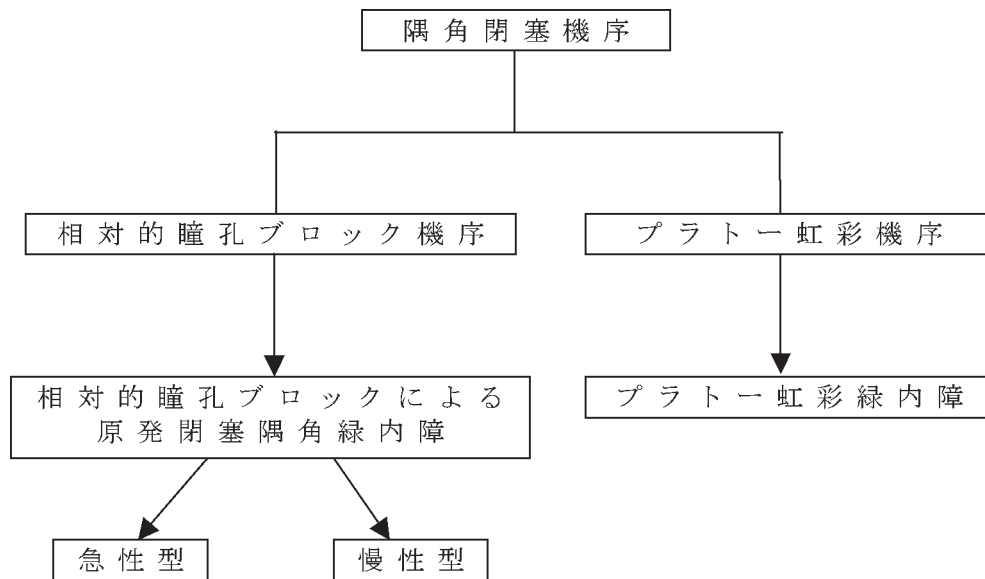 隅角閉塞機序
相対的瞳孔ブロック機序
プラトー虹彩機序
相対的瞳孔ブロックによる
原発閉塞隅角緑内障
プラトー虹彩緑内障
急性型
慢性型